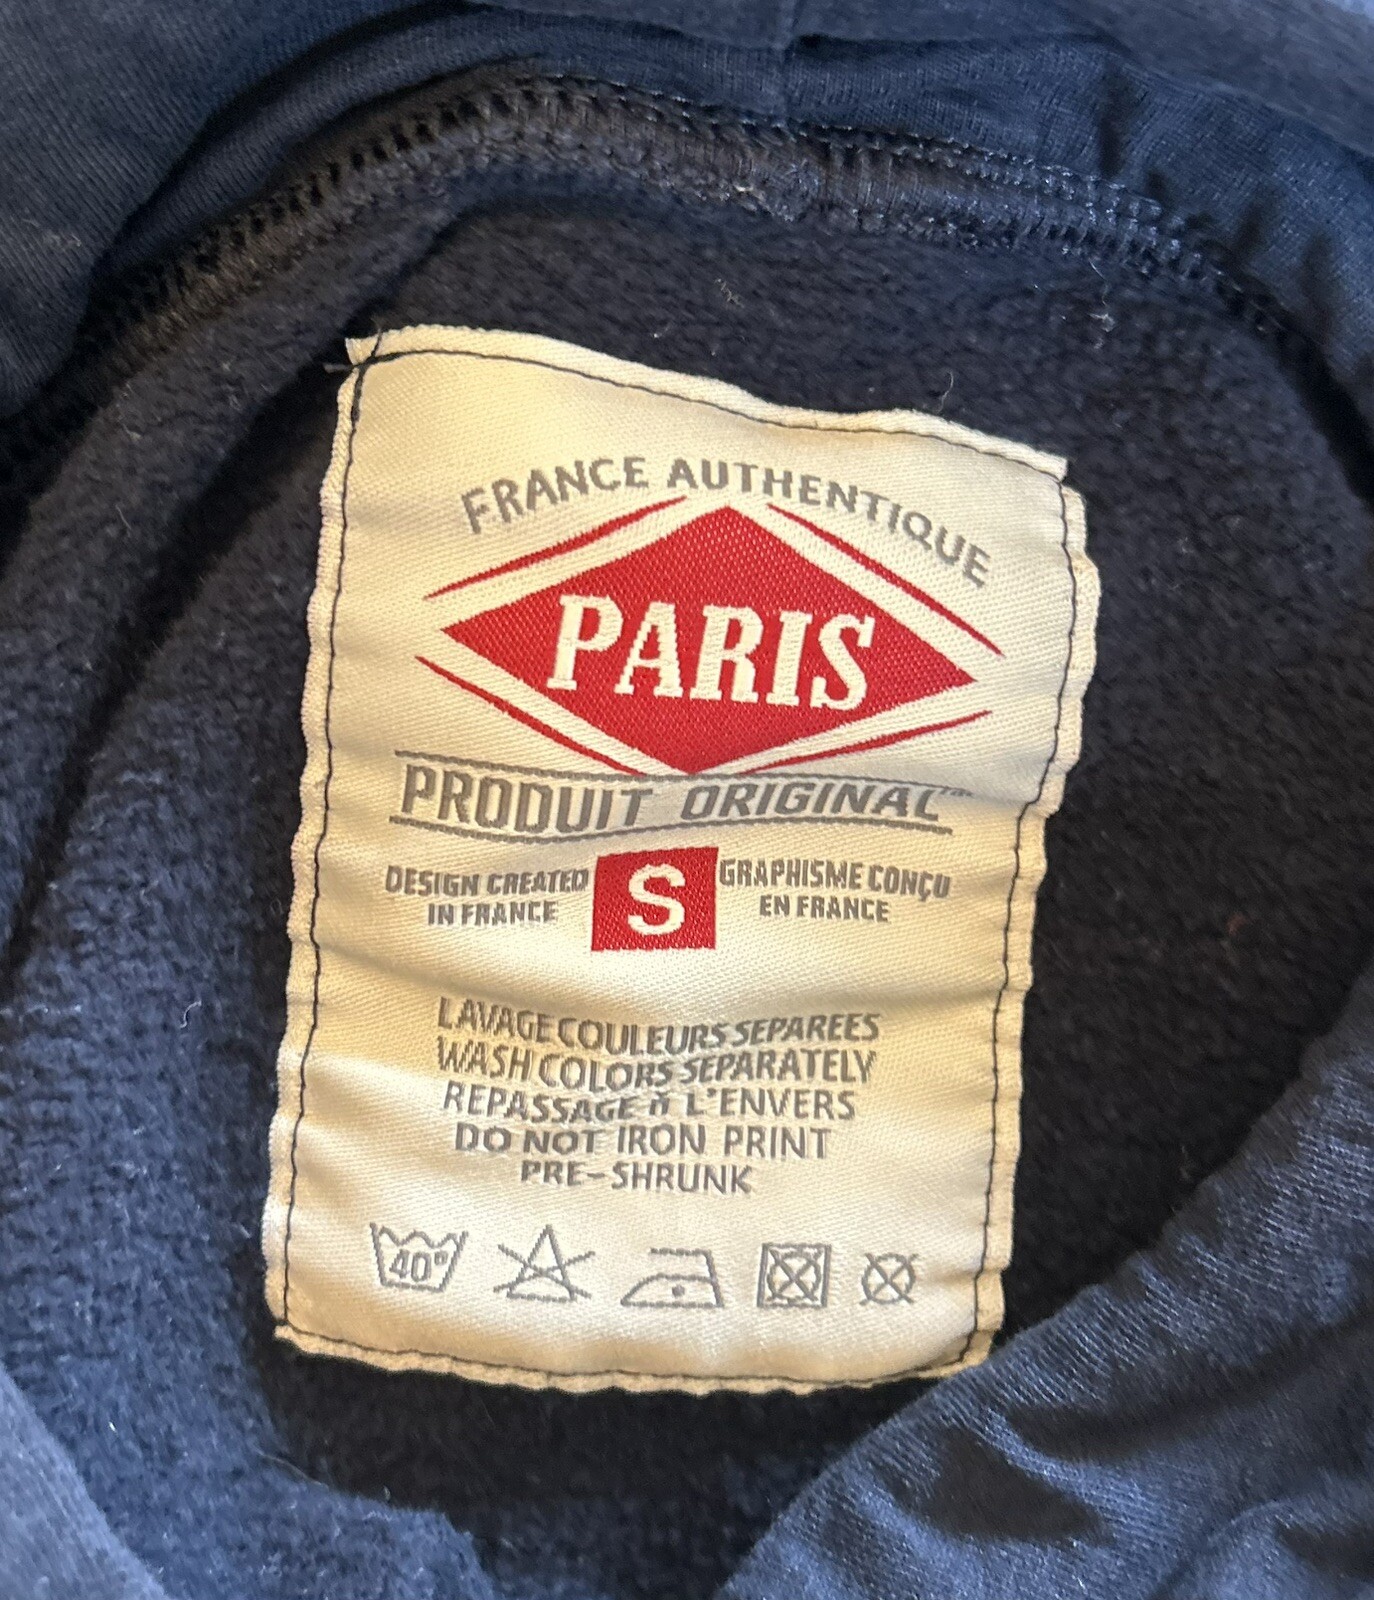 FRANCE AUTHENTIQUE
PARIS
PRODUIT ORIGINAL
DESIGN CREATED
IN FRANCE
S
GRAPHISME CONÇU
EN FRANCE
LAVAGE COULEURS SEPAREES
WASH COLORS SEPARATELY
REPASSAGE À L'ENVERS
DO NOT IRON PRINT
PRE-SHRUNK
40°